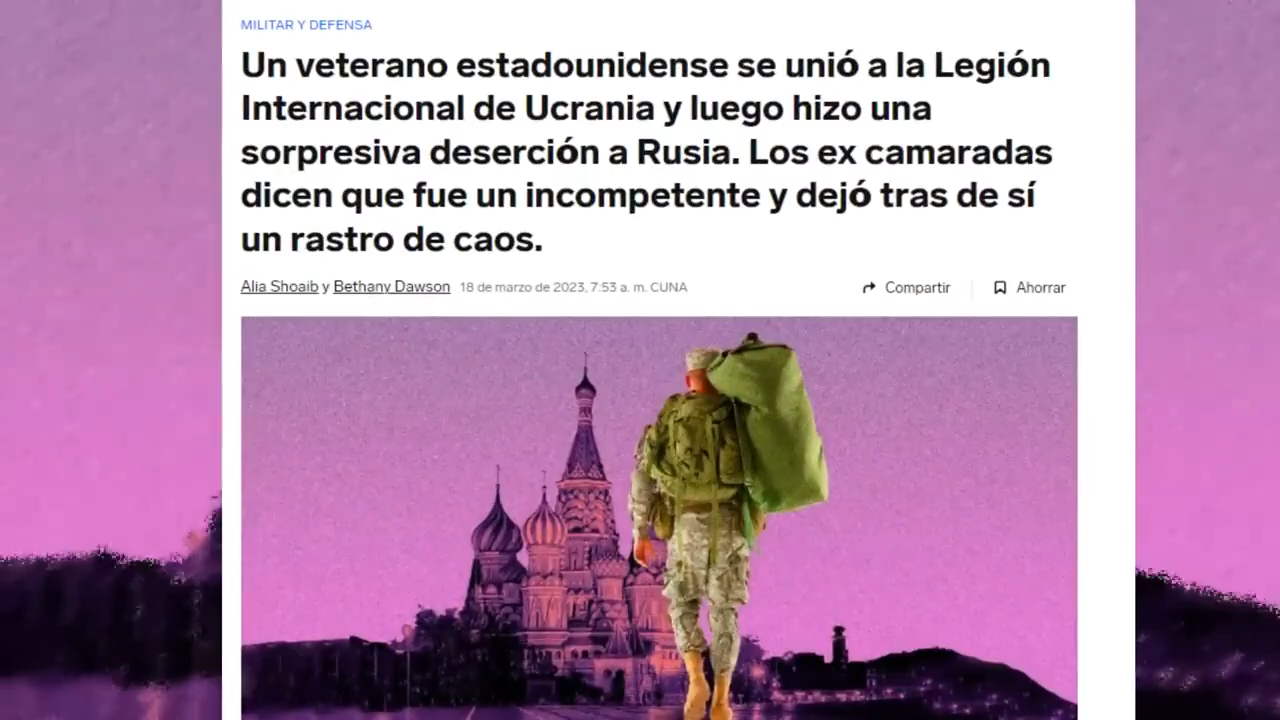 MILITAR Y DEFENSA
Un veterano estadounidense se unió a la Legión
Internacional de Ucrania y luego hizo una
sorpresiva deserción a Rusia. Los ex camaradas
dicen que fue un incompetente y dejó tras de sí
un rastro de caos.
Alia Shoaib y Bethany Dawson 18 de marzo de 2023, 7:53 a. m. CUNA Compartir Ahorrar